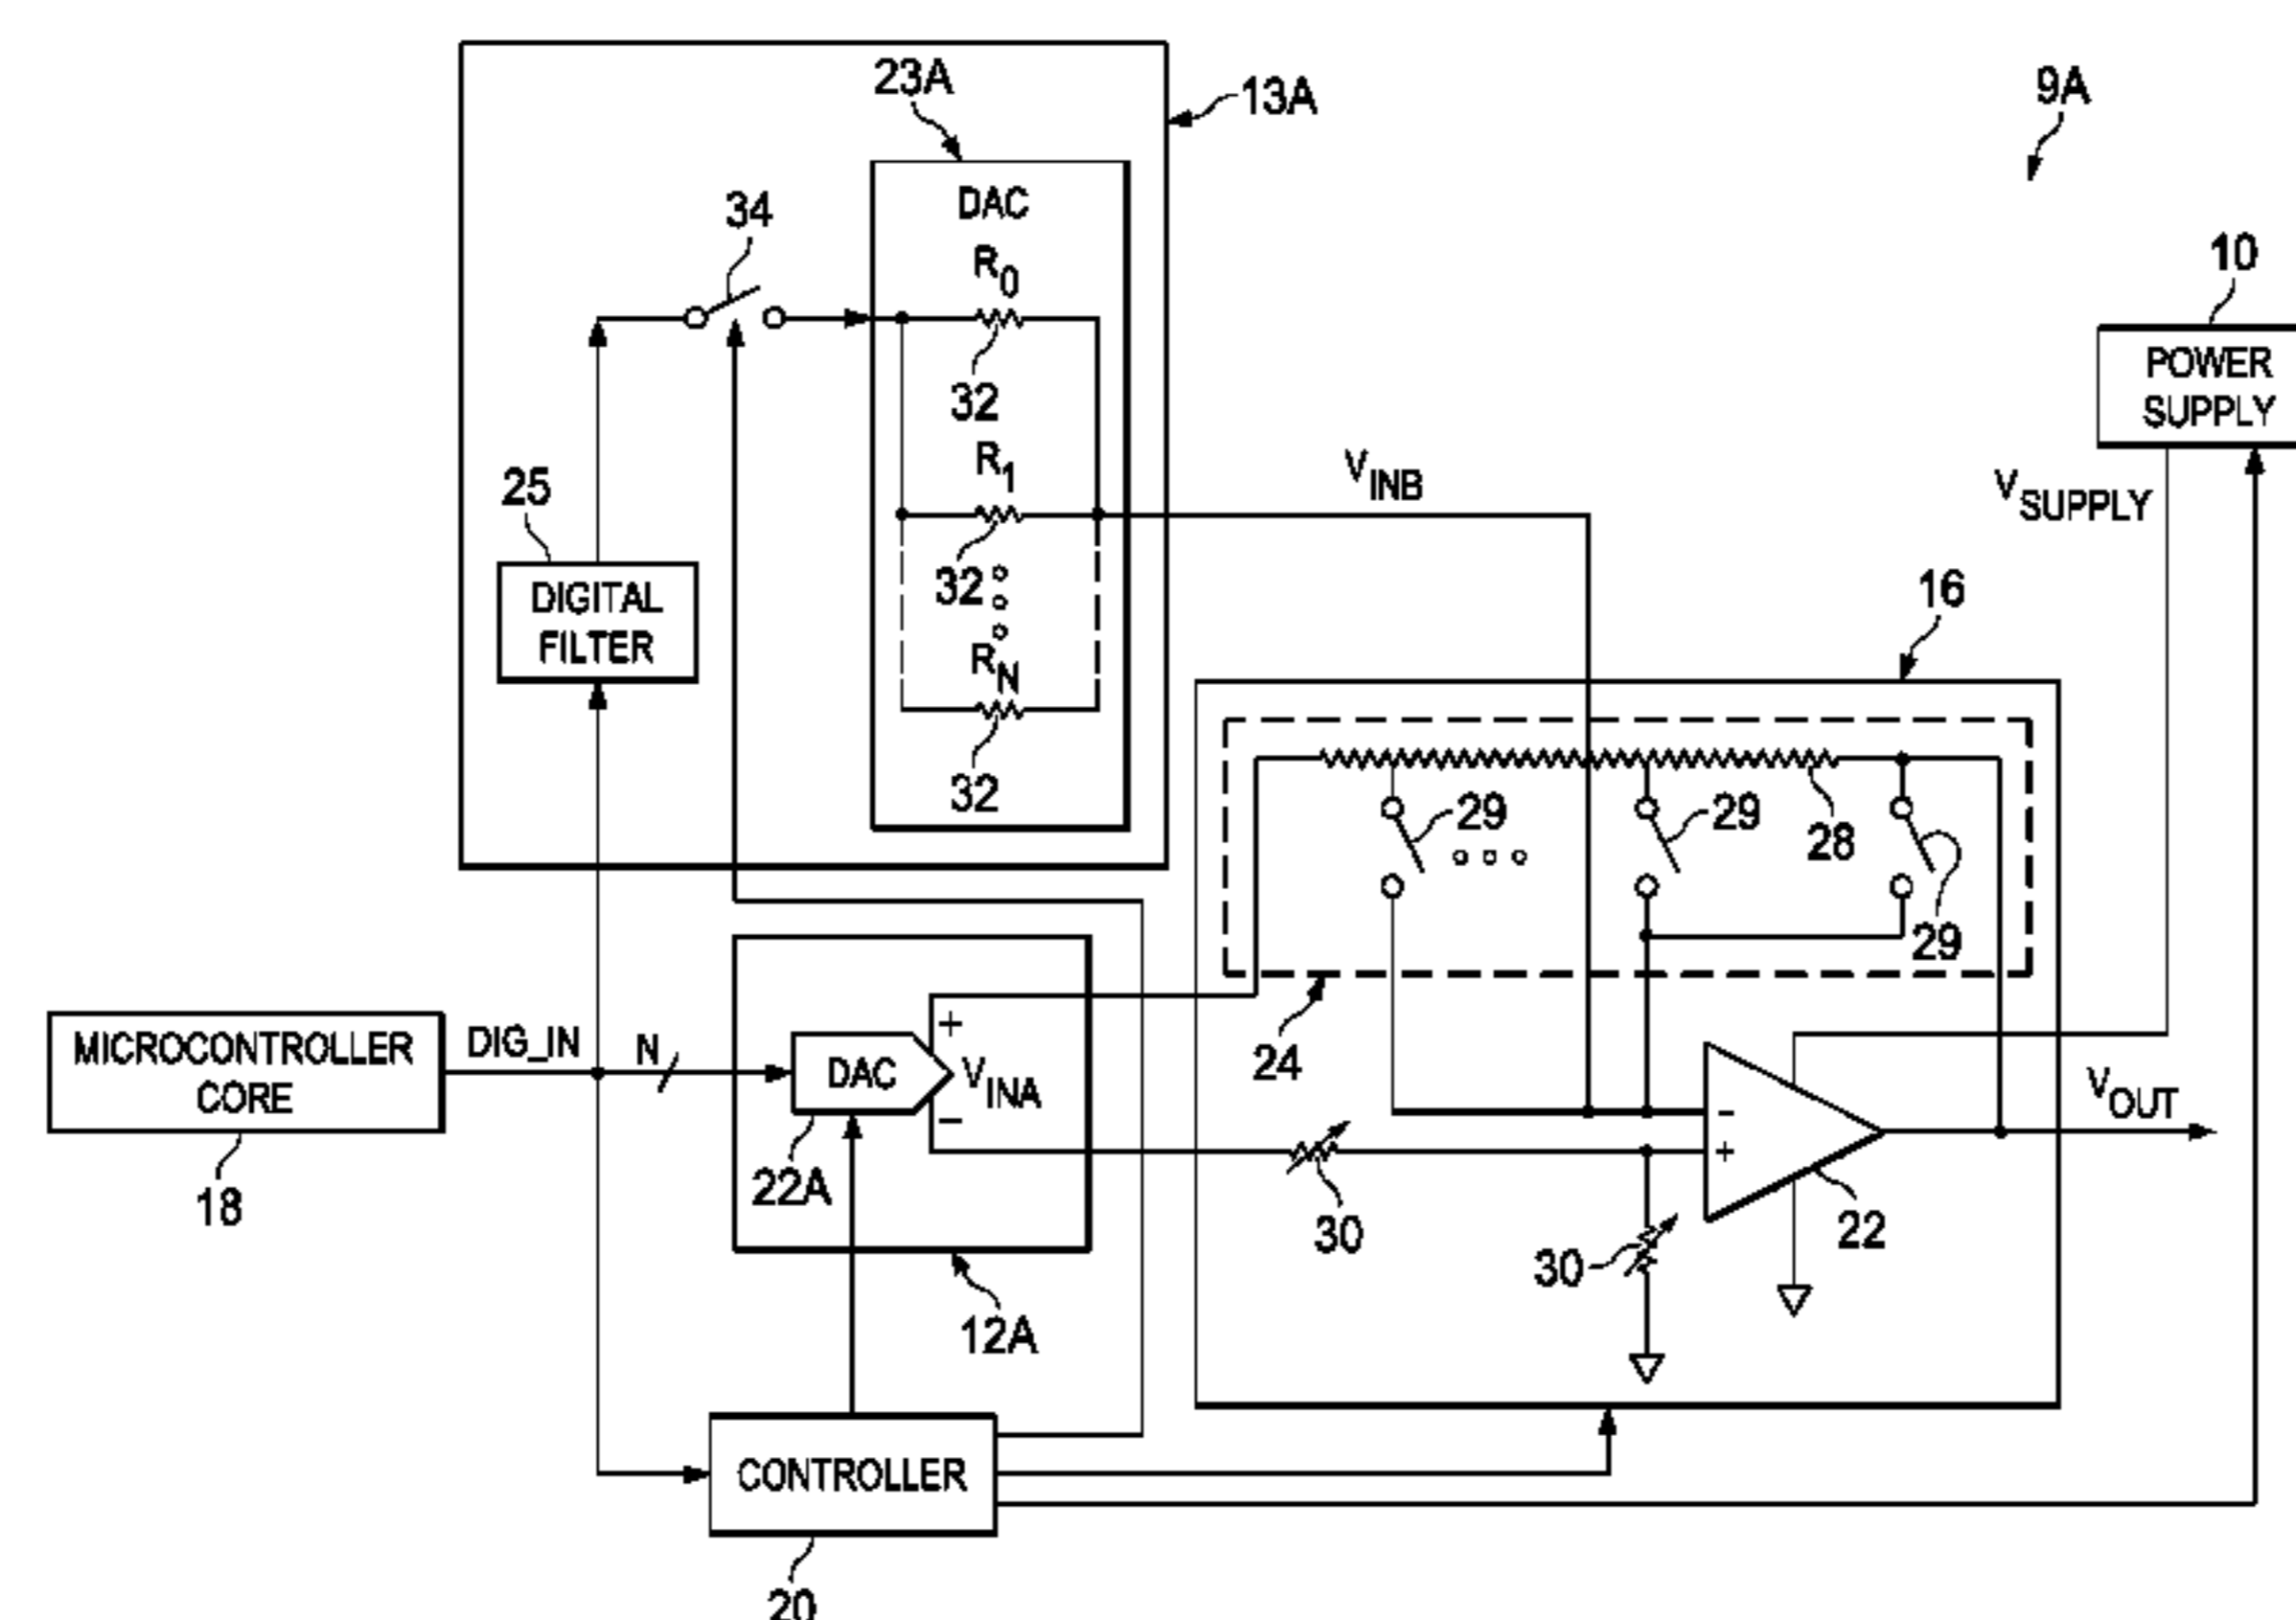 23A
13A
9A
DAC
34
R0
10
32
POWER
SUPPLY
R1
VINB
25
VSUPPLY
32
DIGITAL
FILTER
16
RN
32
29
29
28
29
DIG_IN
N
+
24
MICROCONTROLLER
CORE
DAC
VINA
VOUT
-
-
+
22A
18
30
22
30
12A
CONTROLLER
20